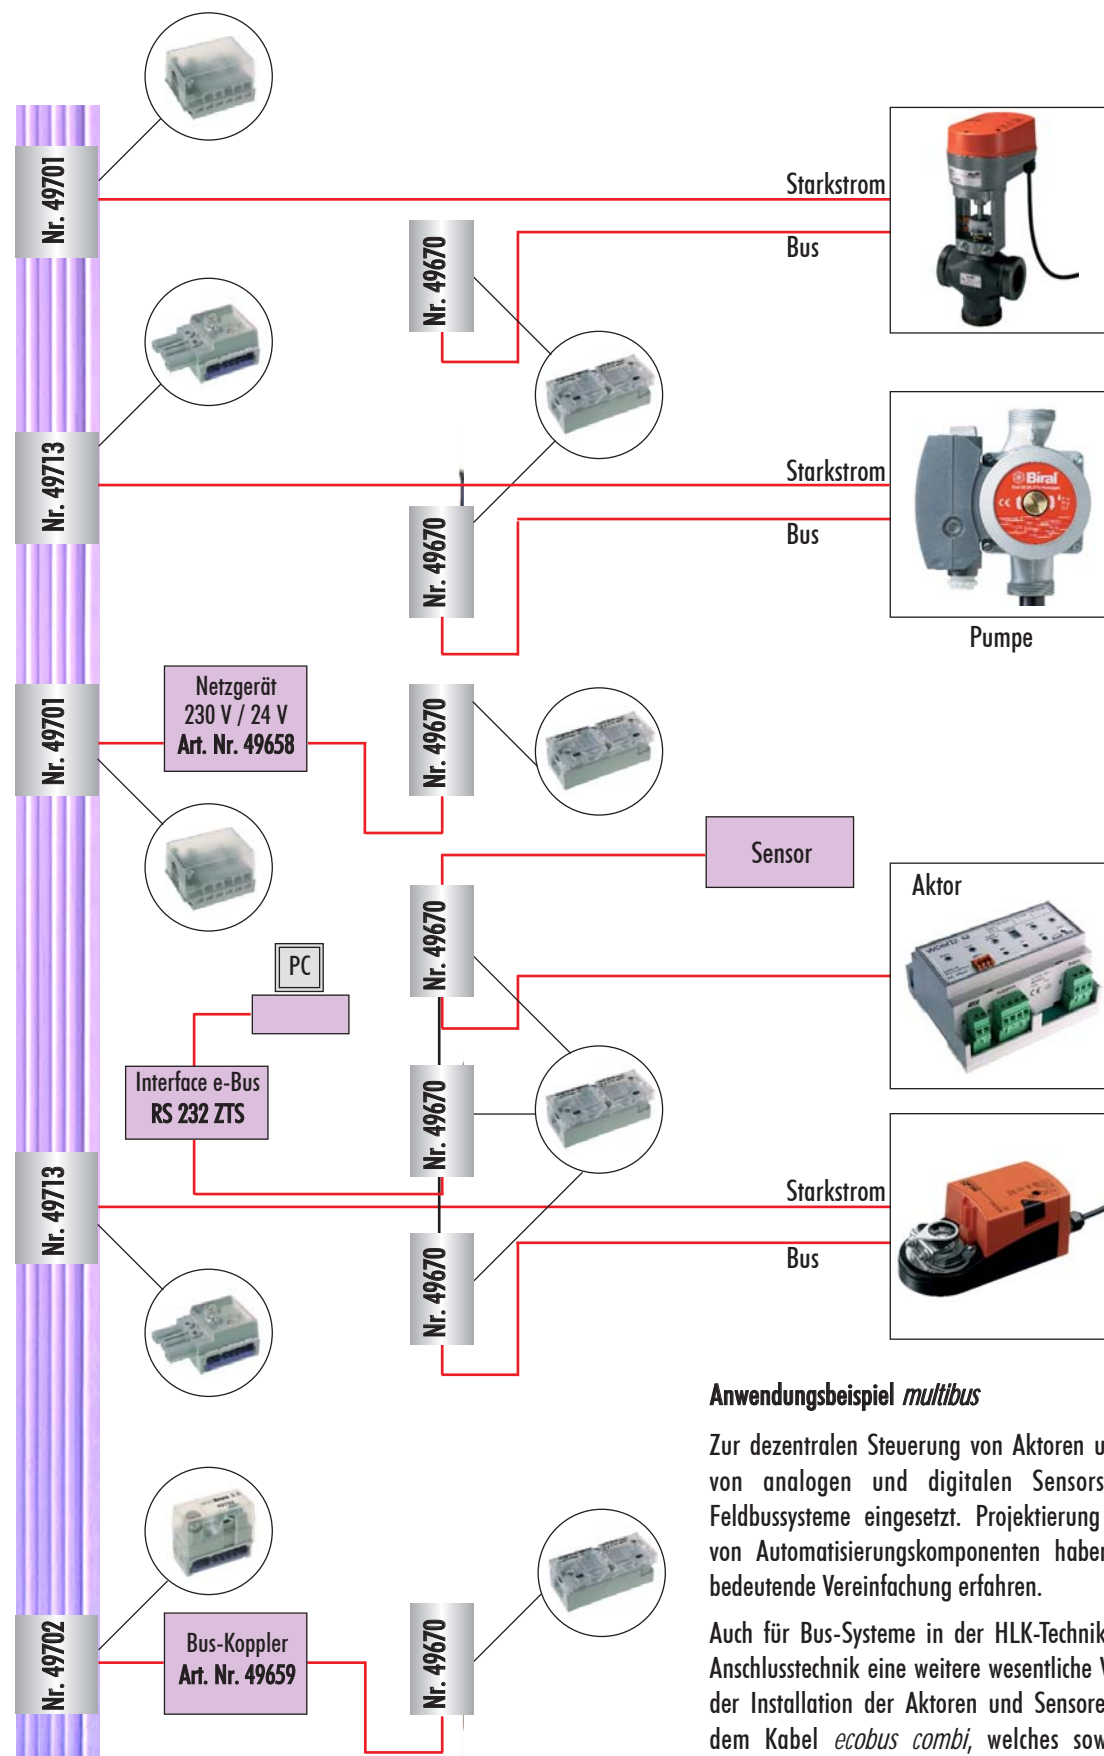 Nr. 49701
Starkstrom
Nr. 49670
Bus
Nr. 49713
Starkstrom
Biral
Nr. 49670
Bus
Pumpe
Nr. 49701
Netzgerät
230 V / 24 V
Art. Nr. 49658
Nr. 49670
Sensor
Aktor
Nr. 49670
PC
Interface e-Bus
RS 232 ZTS
Nr. 49670
Nr. 49713
Starkstrom
Nr. 49670
Bus
Anwendungsbeispiel multibus
Zur dezentralen Steuerung von Aktoren u
von analogen und digitalen Sensors
Feldbussysteme eingesetzt. Projektierung
von Automatisierungskomponenten haber
bedeutende Vereinfachung erfahren.
Auch für Bus-Systeme in der HLK-Technik
Anschlusstechnik eine weitere wesentliche V
der Installation der Aktoren und Sensore
dem Kabel ecobus combi, welches sow
Nr. 49702
Bus-Koppler
Art. Nr. 49659
Nr. 49670